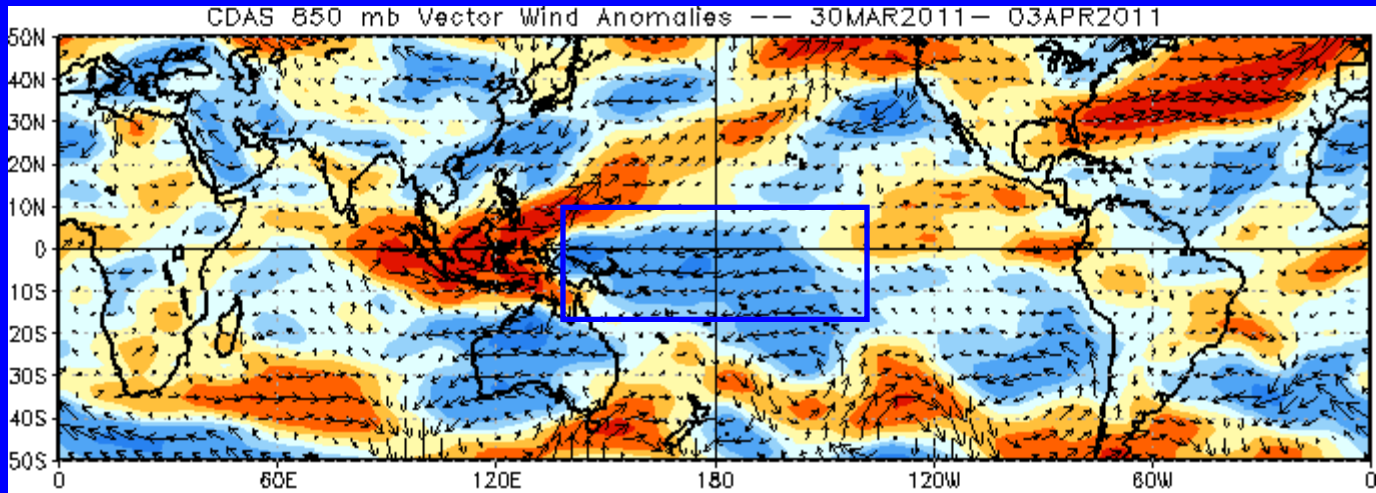 CDAS 850 mb Vector Wind Anomalies -- 30MAR2011- 03APR2011
50N
40N
30N
20N
10N
0
10S
20S
30S
40S
50S
0 60E 120E 180 120W 60W 0